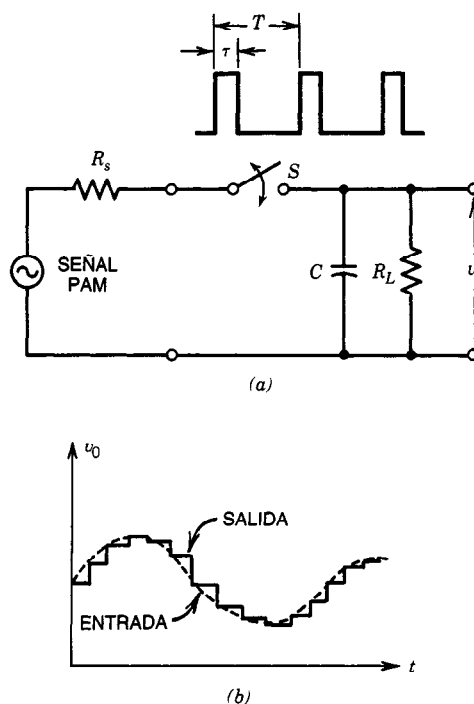 T
τ
R_s
S
SEÑAL
PAM
C
R_L
(a)
v_0
SALIDA
ENTRADA
t
(b)